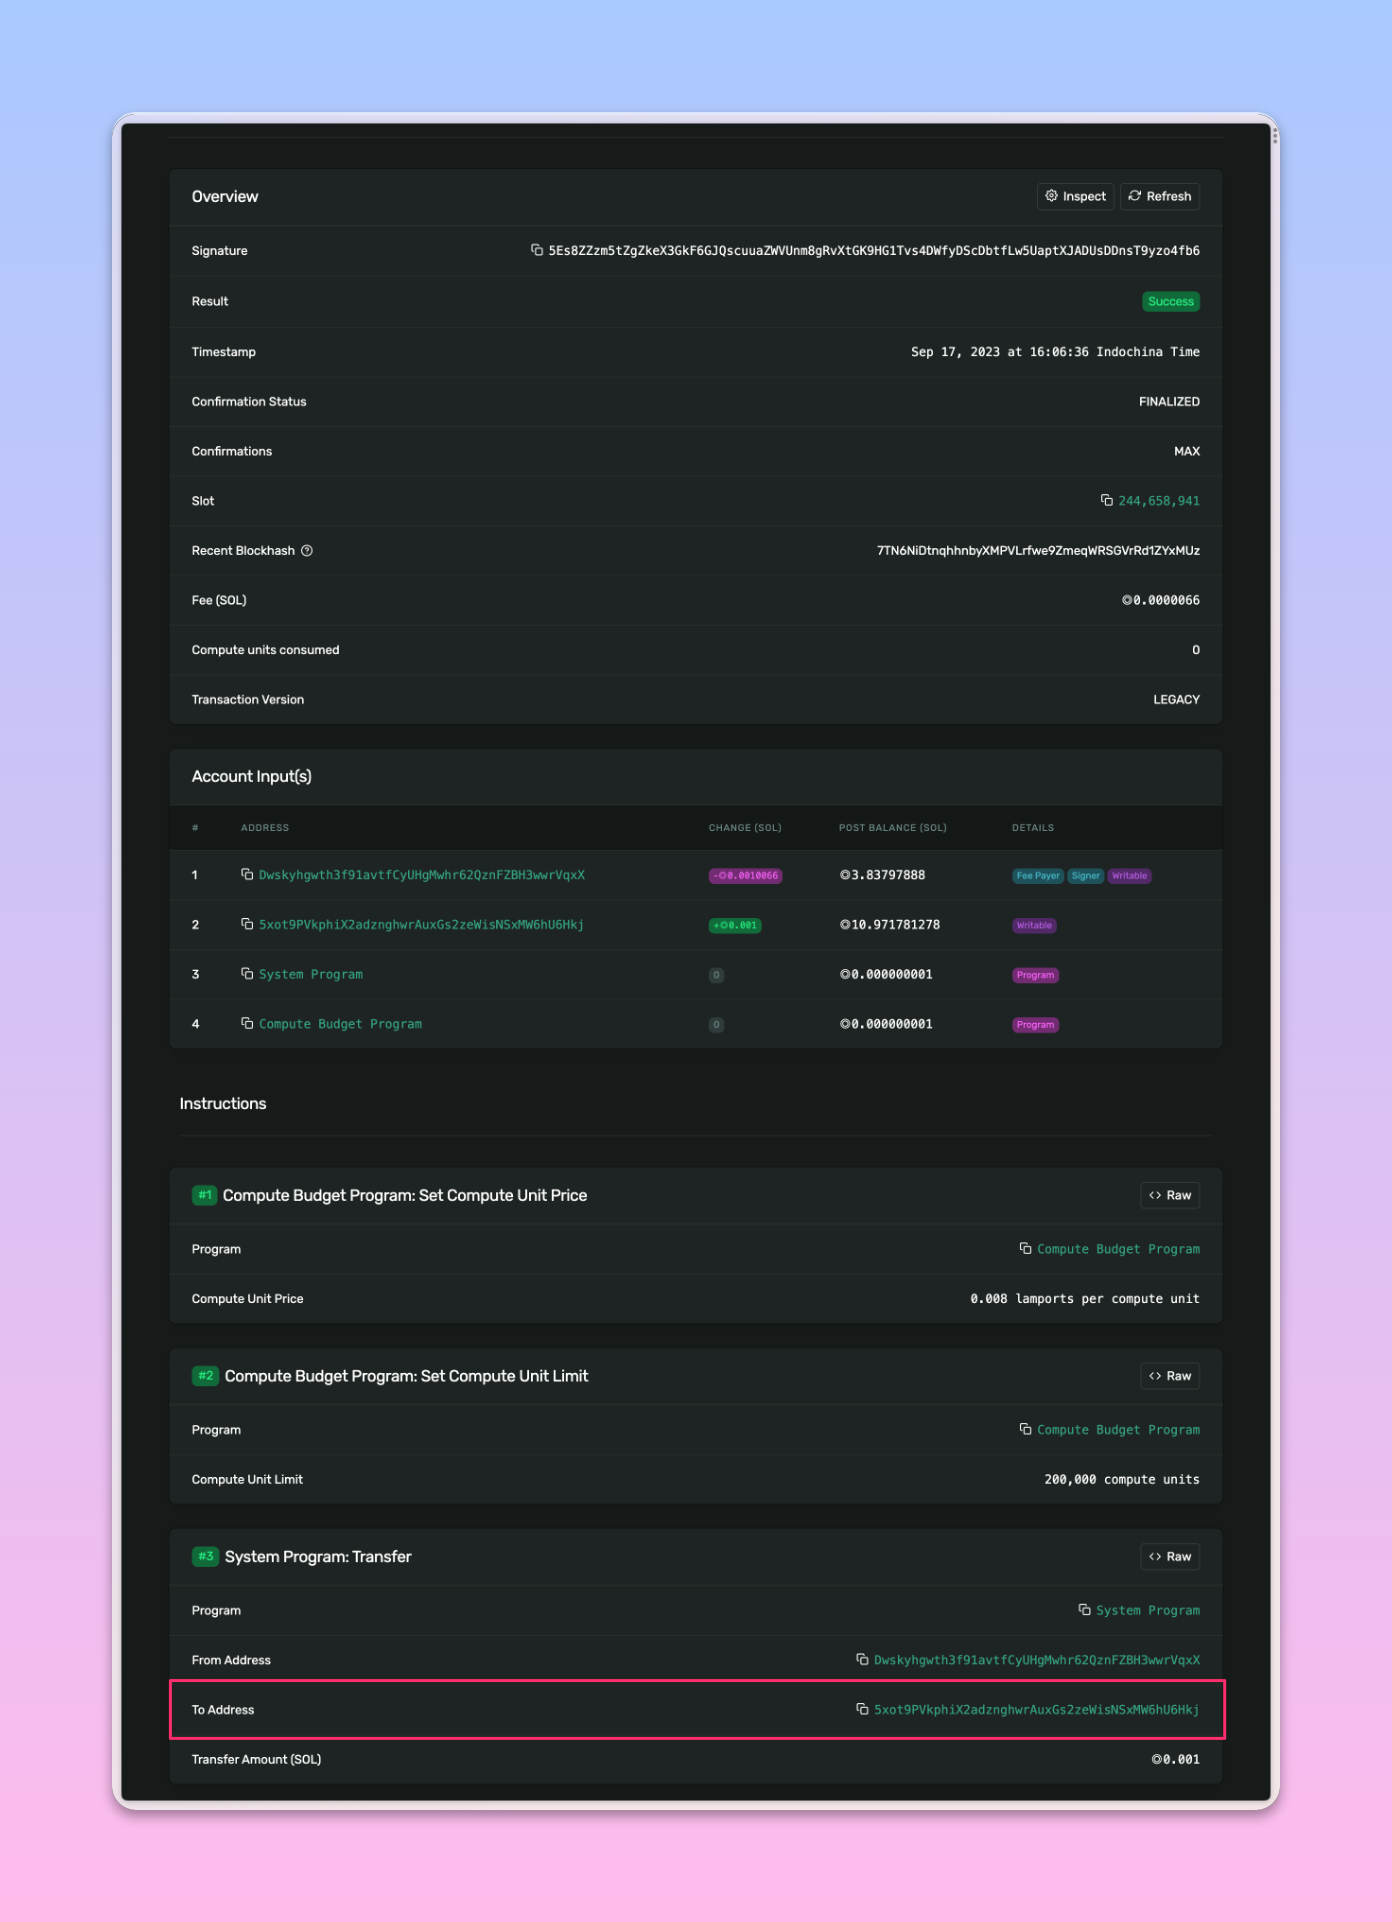 Overview
Inspect
Refresh
Signature 5Es8ZZzm5tZgZkeX3GkF6GJQscuuaZWVUnm8gRvXtGK9HG1Tvs4DWfyDScDbtfLw5UaptXJADUsDDnsT9yzo4fb6
Result Success
Timestamp Sep 17, 2023 at 16:06:36 Indochina Time
Confirmation Status FINALIZED
Confirmations MAX
Slot 244,658,941
Recent Blockhash 7TN6NiDtnqhhnbyXMPVLrfwe9ZmeqWRSGVrRd1ZYxMUz
Fee (SOL) ◎0.0000066
Compute units consumed 0
Transaction Version LEGACY
Account Input(s)
# ADDRESS CHANGE (SOL) POST BALANCE (SOL) DETAILS
1 Dwskyhgwth3f91avtfCyUHgMwhr62QznFZBH3wwrVqxX -◎0.0010066 ◎3.83797888 Fee Payer Signer Writable
2 5xot9PVkphiX2adznghwrAuxGs2zeWisNSxMW6hU6Hkj +◎0.001 ◎10.971781278 Writable
3 System Program 0 ◎0.000000001 Program
4 Compute Budget Program 0 ◎0.000000001 Program
Instructions
#1 Compute Budget Program: Set Compute Unit Price Raw
Program Compute Budget Program
Compute Unit Price 0.008 lamports per compute unit
#2 Compute Budget Program: Set Compute Unit Limit Raw
Program Compute Budget Program
Compute Unit Limit 200,000 compute units
#3 System Program: Transfer Raw
Program System Program
From Address Dwskyhgwth3f91avtfCyUHgMwhr62QznFZBH3wwrVqxX
To Address 5xot9PVkphiX2adznghwrAuxGs2zeWisNSxMW6hU6Hkj
Transfer Amount (SOL) ◎0.001